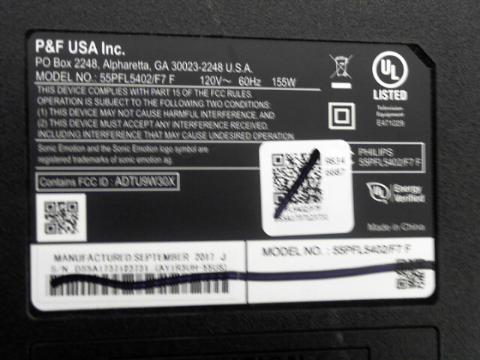 P&F USA Inc.
PO Box 2248, Alpharetta, GA 30023-2248 U.S.A.
MODEL NO.: 55PFL5402/F7 F 120V~ 60Hz 155W
THIS DEVICE COMPLIES WITH PART 15 OF THE FCC RULES.
OPERATION IS SUBJECT TO THE FOLLOWING TWO CONDITIONS:
(1) THIS DEVICE MAY NOT CAUSE HARMFUL INTERFERENCE, AND
(2) THIS DEVICE MUST ACCEPT ANY INTERFERENCE RECEIVED,
INCLUDING INTERFERENCE THAT MAY CAUSE UNDESIRED OPERATION.
Sonic Emotion and the Sonic Emotion logo symbol are
registered trademarks of sonic emotion ag.
Contains FCC ID: ADTU9W30X
UL
LISTED
Television
Equipment
PHILIPS
55PFL5402/F7 F
UL Energy
Verified
Made in China
MANUFACTURED SEPTEMBER 2017 J
S/N
MODEL NO. : 55PFL5402/F7 F